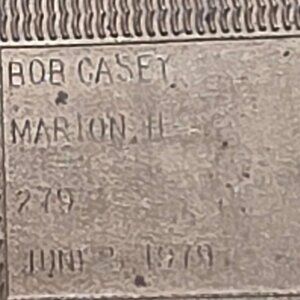 BOB CASEY
MARION, IL
279
JUNE 1979